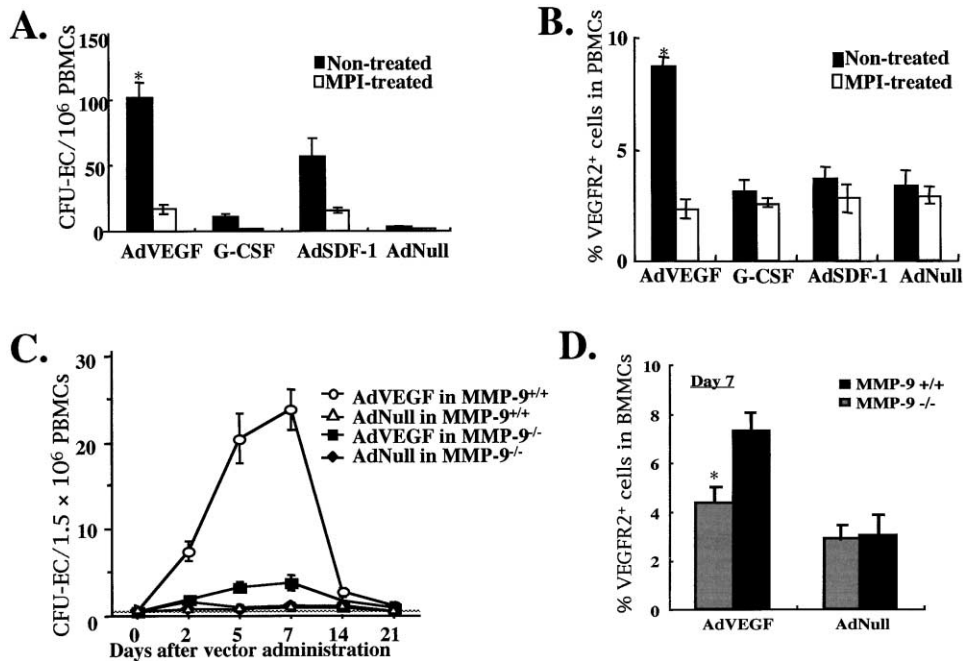 A.
CFU-EC/10⁶ PBMCs
150
100
50
0
*
Non-treated
MPI-treated
AdVEGF G-CSF AdSDF-1 AdNull
B.
% VEGFR2⁺ cells in PBMCs
10
5
0
*
Non-treated
MPI-treated
AdVEGF G-CSF AdSDF-1 AdNull
C.
CFU-EC/1.5 × 10⁶ PBMCs
30
20
10
0
AdVEGF in MMP-9⁺/⁺
AdNull in MMP-9⁺/⁺
AdVEGF in MMP-9⁻/⁻
AdNull in MMP-9⁻/⁻
0 2 5 7 14 21
Days after vector administration
D.
% VEGFR2⁺ cells in BMMCs
10
8
6
4
2
0
Day 7
*
MMP-9 +/+
MMP-9 -/-
AdVEGF AdNull